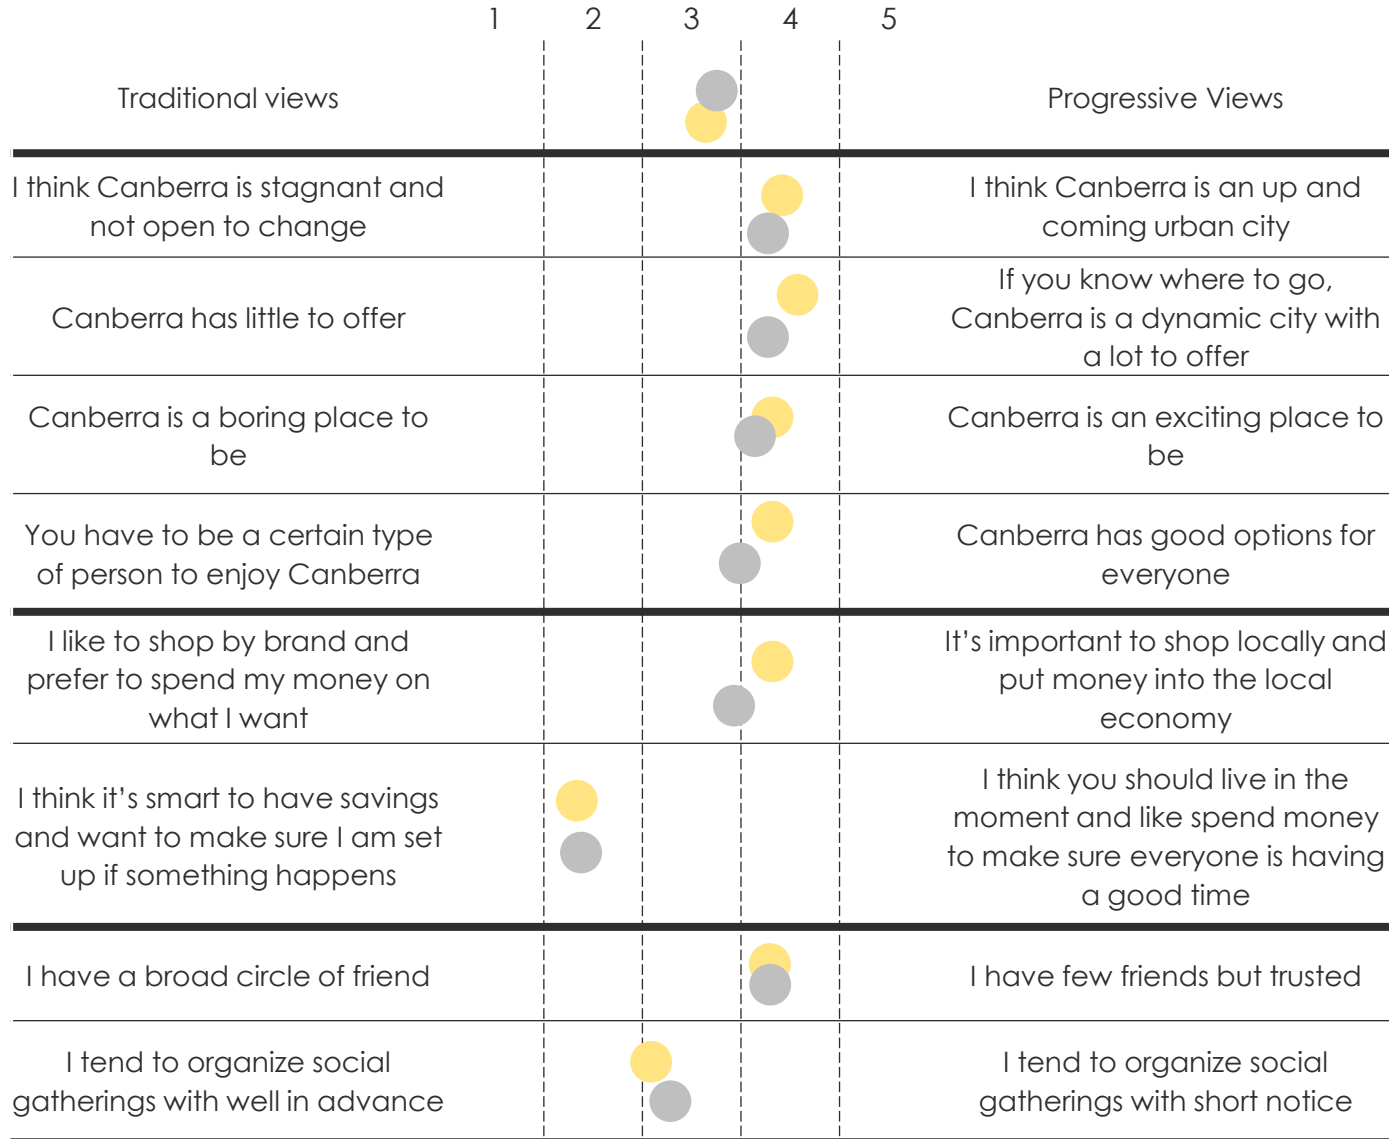 1 2 3 4 5
Traditional views
Progressive Views
I think Canberra is stagnant and
not open to change
I think Canberra is an up and
coming urban city
Canberra has little to offer
If you know where to go,
Canberra is a dynamic city with
a lot to offer
Canberra is a boring place to
be
Canberra is an exciting place to
be
You have to be a certain type
of person to enjoy Canberra
Canberra has good options for
everyone
I like to shop by brand and
prefer to spend my money on
what I want
It’s important to shop locally and
put money into the local
economy
I think it’s smart to have savings
and want to make sure I am set
up if something happens
I think you should live in the
moment and like spend money
to make sure everyone is having
a good time
I have a broad circle of friend
I have few friends but trusted
I tend to organize social
gatherings with well in advance
I tend to organize social
gatherings with short notice